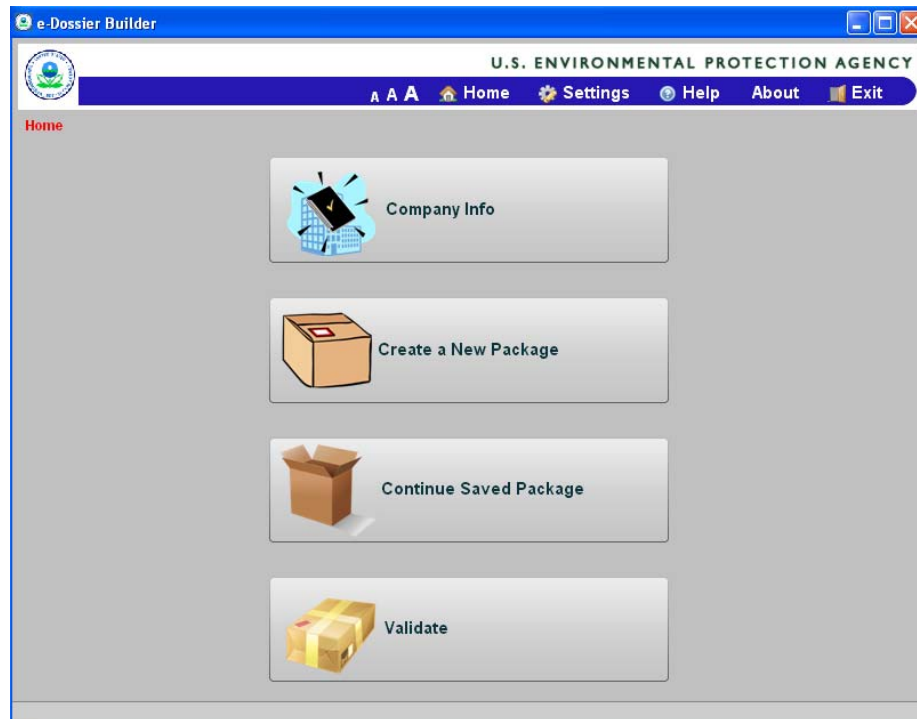 e-Dossier Builder
U.S. ENVIRONMENTAL PROTECTION AGENCY
A A A Home Settings Help About Exit
Home
Company Info
Create a New Package
Continue Saved Package
Validate